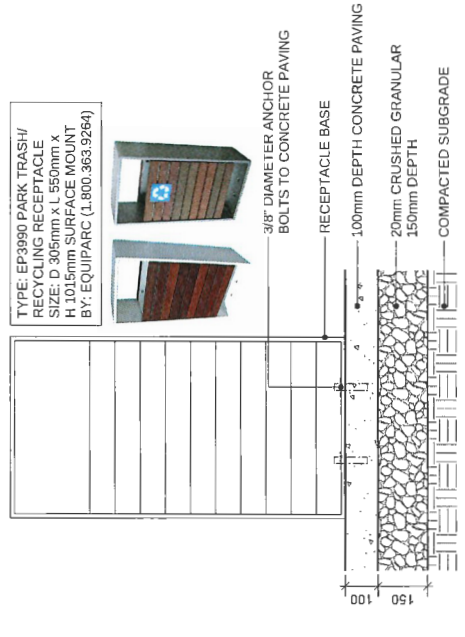 TYPE: EP3990 PARK TRASH/
RECYCLING RECEPTACLE
SIZE: D 305mm x L 550mm x
H 1015mm SURFACE MOUNT
BY: EQUIPARC (1.800.363.9264)
3/8" DIAMETER ANCHOR
BOLTS TO CONCRETE PAVING
RECEPTACLE BASE
100mm DEPTH CONCRETE PAVING
20mm CRUSHED GRANULAR
150mm DEPTH
COMPACTED SUBGRADE
100
150